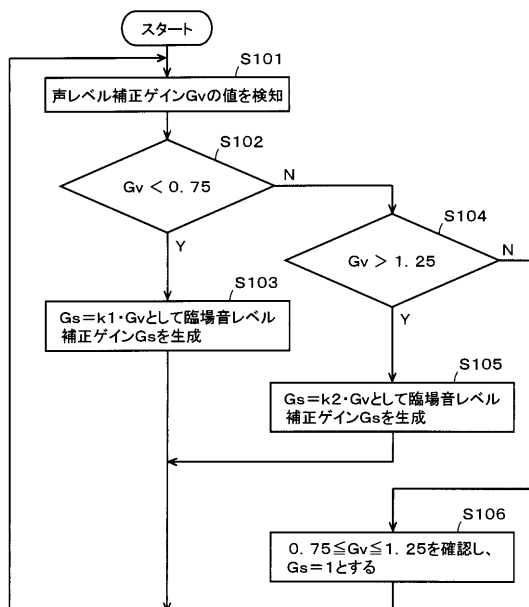 スタート
S101
声レベル補正ゲインGvの値を検知
S102
Gv<0.75
N
Y
S104
Gv>1.25
N
Y
S103
Gs=k1・Gvとして臨場音レベル
補正ゲインGsを生成
S105
Gs=k2・Gvとして臨場音レベル
補正ゲインGsを生成
S106
0.75≦Gv≦1.25を確認し、
Gs=1とする